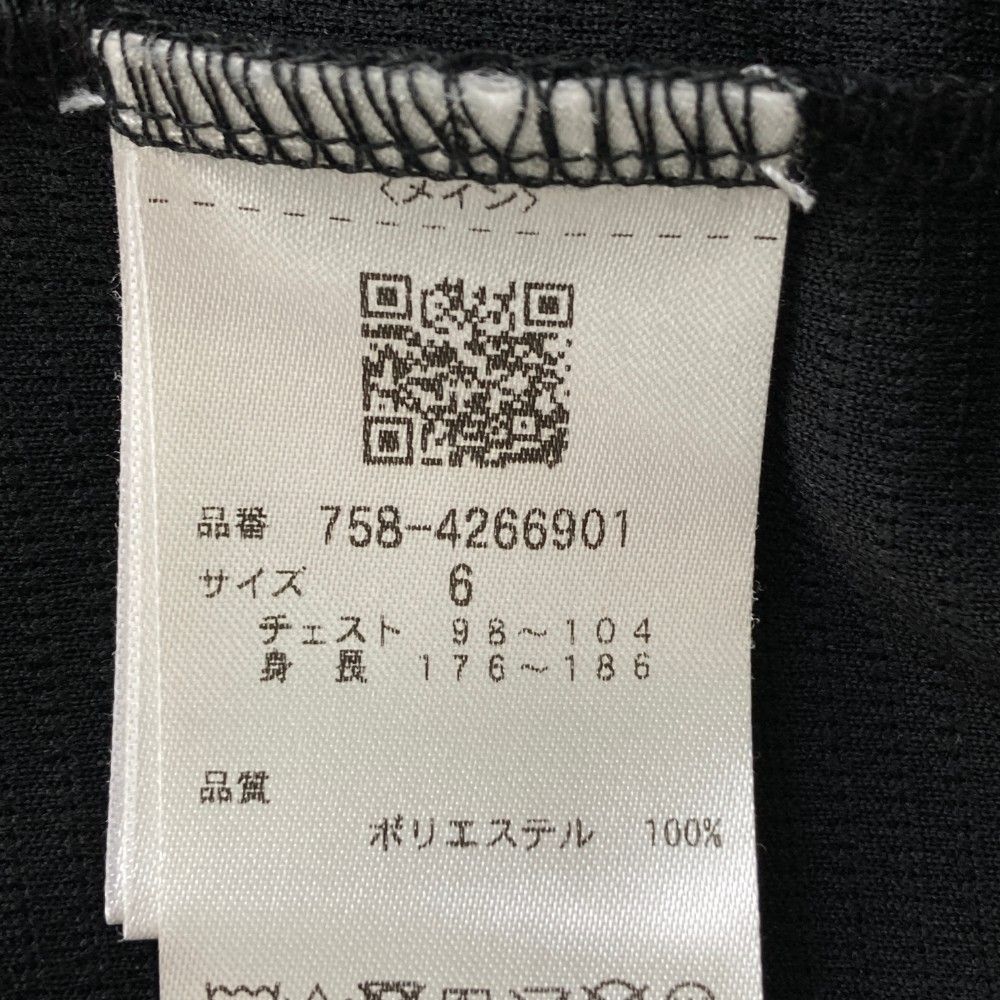 〈メイン〉
品番 758-4266901
サイズ 6
チェスト 98～104
身長 176～186
品質
ポリエステル 100%